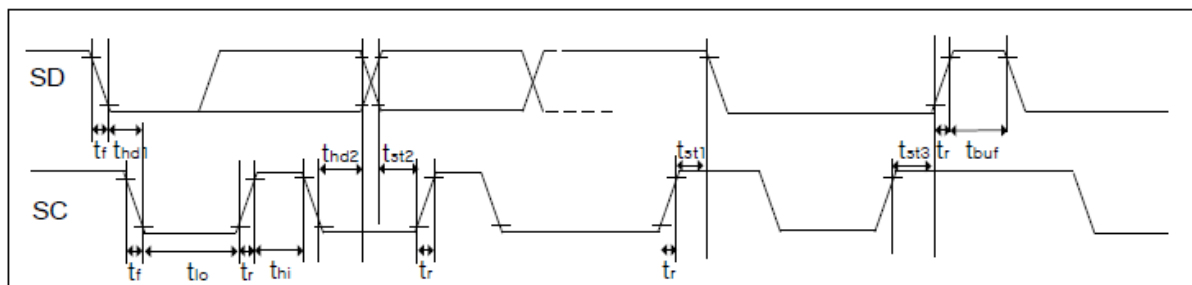 SD
tf thd1 thd2 tst2 tst1 tst3 tr tbuf
SC
tf tlo tr thi tr tr